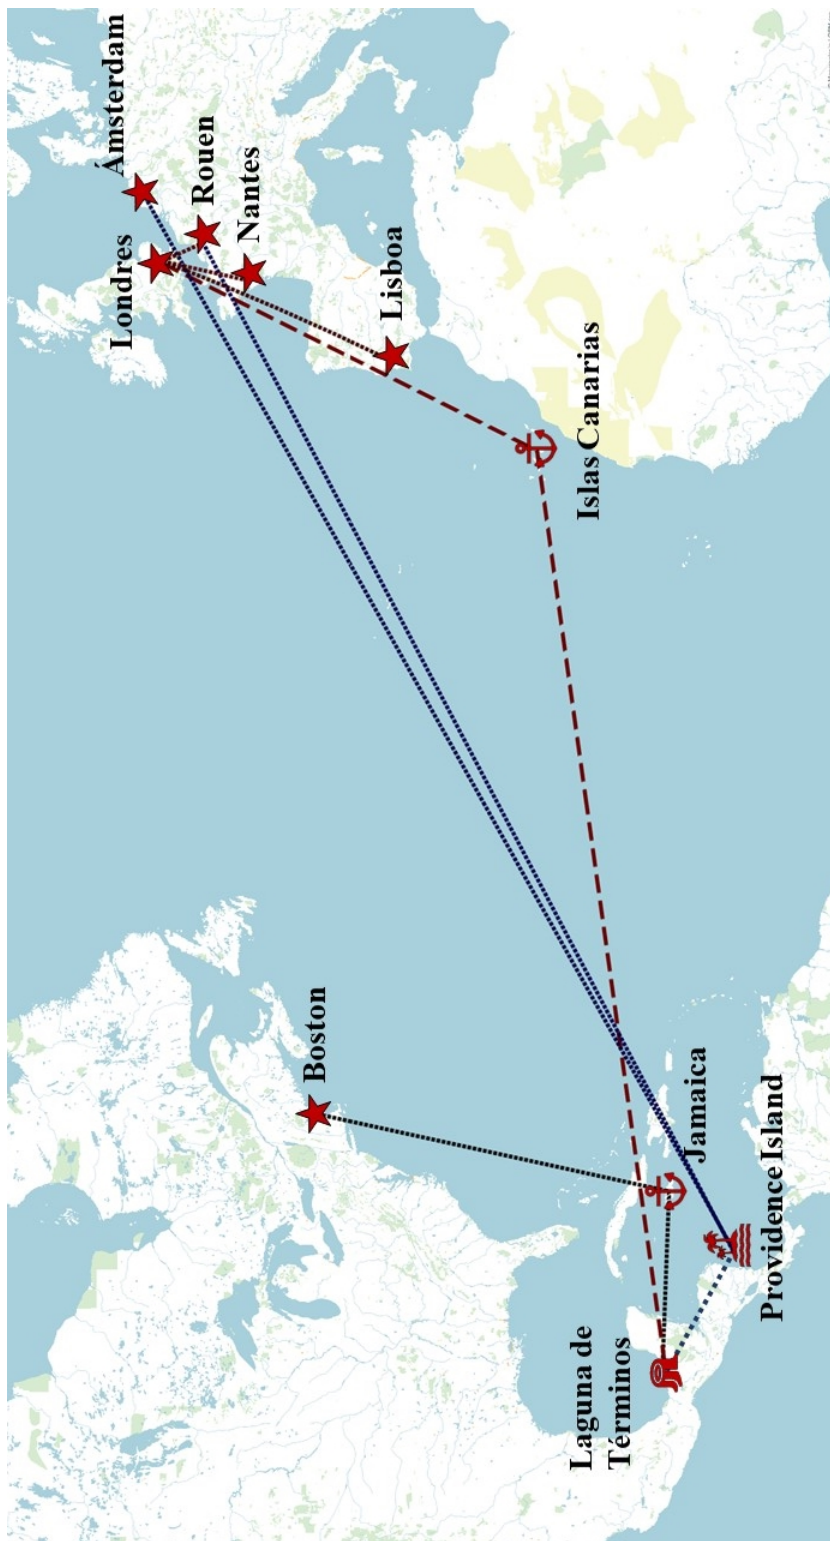 Ámsterdam
Londres
Rouen
Nantes
Lisboa
Islas Canarias
Boston
Jamaica
Providence Island
Laguna de
Términos